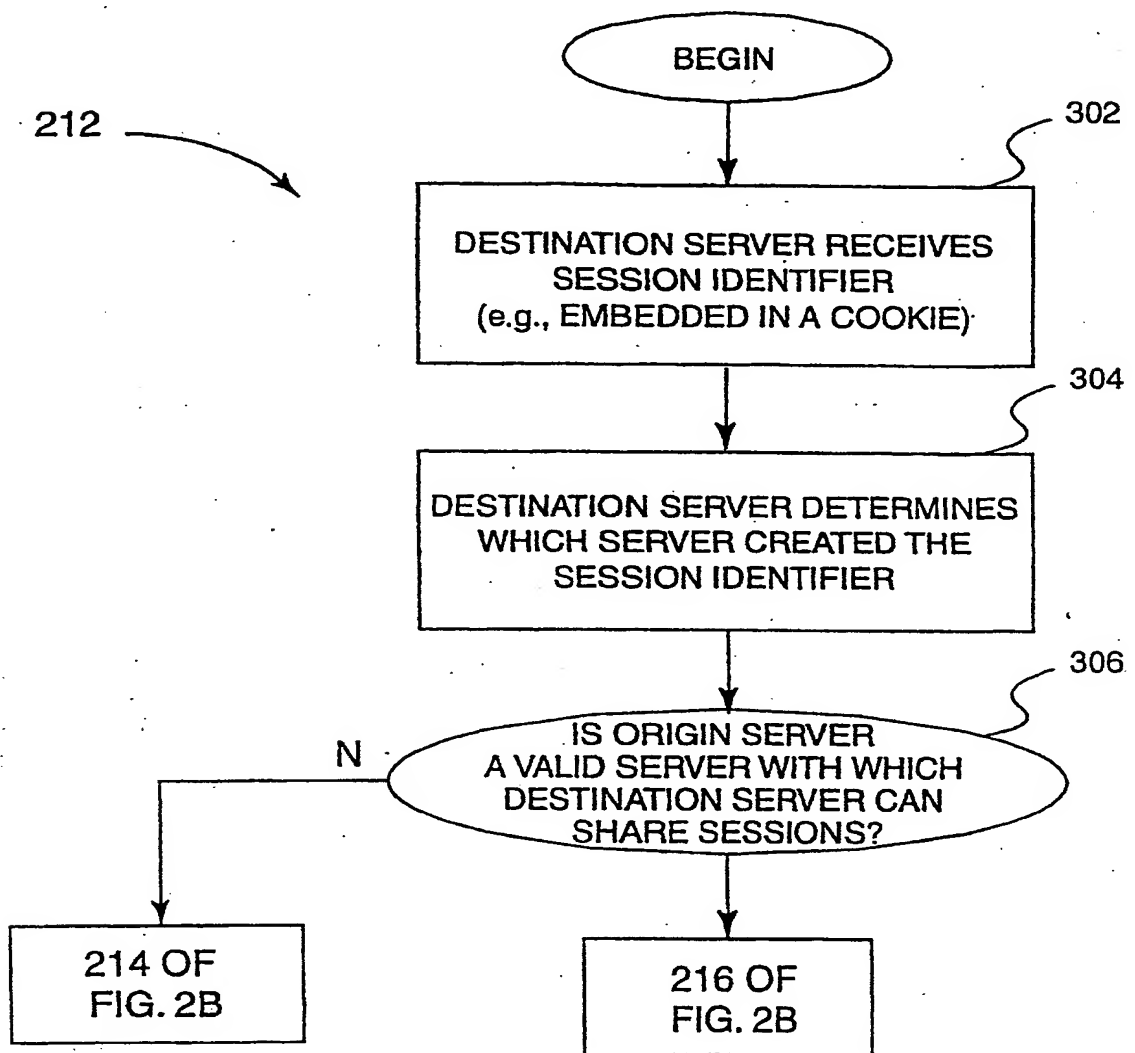 BEGIN
212
302
DESTINATION SERVER RECEIVES
SESSION IDENTIFIER
(e.g., EMBEDDED IN A COOKIE)
304
DESTINATION SERVER DETERMINES
WHICH SERVER CREATED THE
SESSION IDENTIFIER
306
IS ORIGIN SERVER
A VALID SERVER WITH WHICH
DESTINATION SERVER CAN
SHARE SESSIONS?
N
214 OF
FIG. 2B
216 OF
FIG. 2B